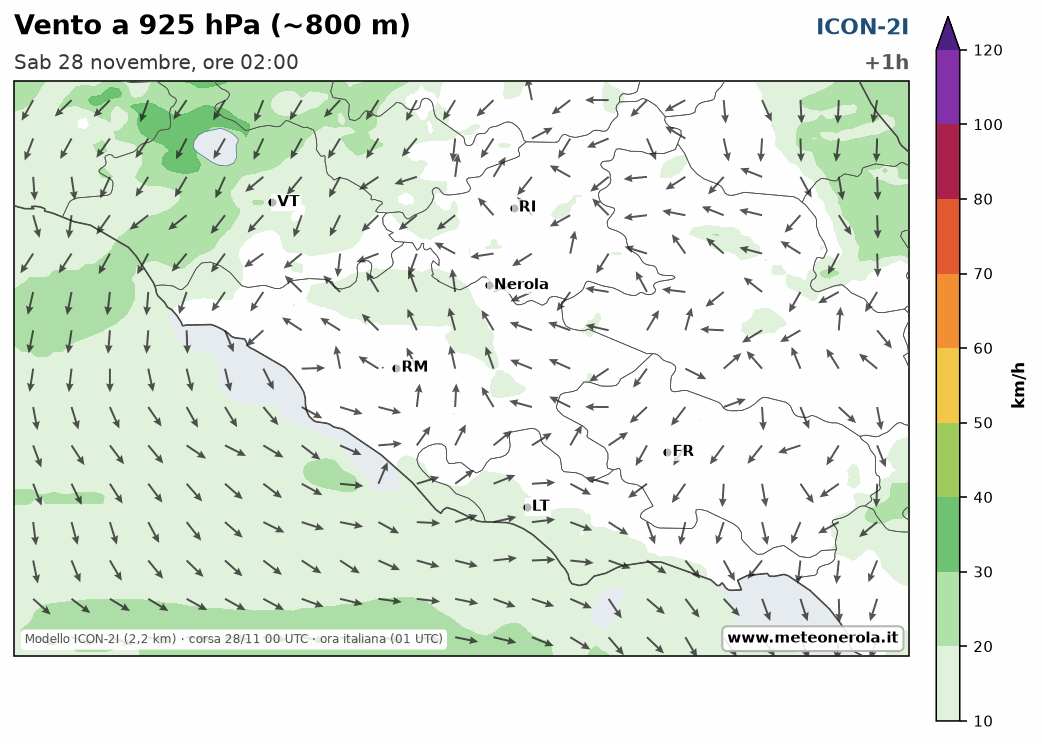 Vento a 925 hPa (~800 m)
ICON-2I
Sab 28 novembre, ore 02:00
+1h
VT
RI
Nerola
RM
FR
LT
Modello ICON-2I (2,2 km) · corsa 28/11 00 UTC · ora italiana (01 UTC)
www.meteonerola.it
120
100
80
70
60
50
40
30
20
10
km/h